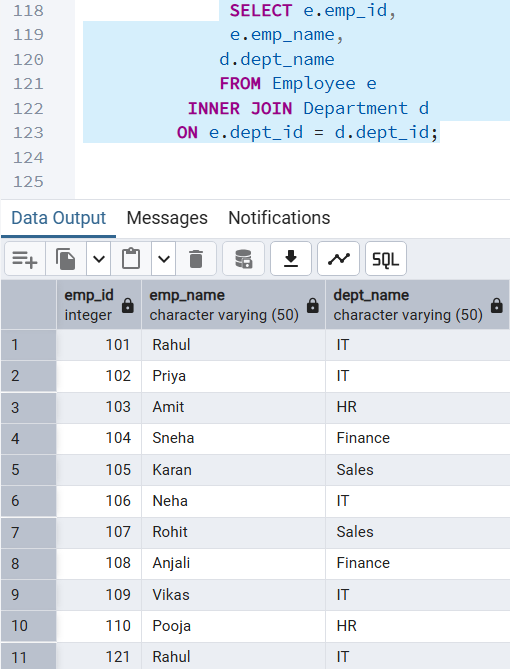 118 SELECT e.emp_id,
119 e.emp_name,
120 d.dept_name
121 FROM Employee e
122 INNER JOIN Department d
123 ON e.dept_id = d.dept_id;
124
125
Data Output Messages Notifications
SQL
emp_id emp_name dept_name
integer character varying (50) character varying (50)
1 101 Rahul IT
2 102 Priya IT
3 103 Amit HR
4 104 Sneha Finance
5 105 Karan Sales
6 106 Neha IT
7 107 Rohit Sales
8 108 Anjali Finance
9 109 Vikas IT
10 110 Pooja HR
11 121 Rahul IT